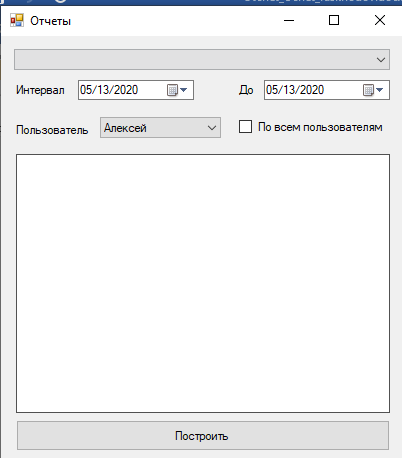 Отчеты
Интервал 05/13/2020 До 05/13/2020
Пользователь Алексей По всем пользователям
Построить